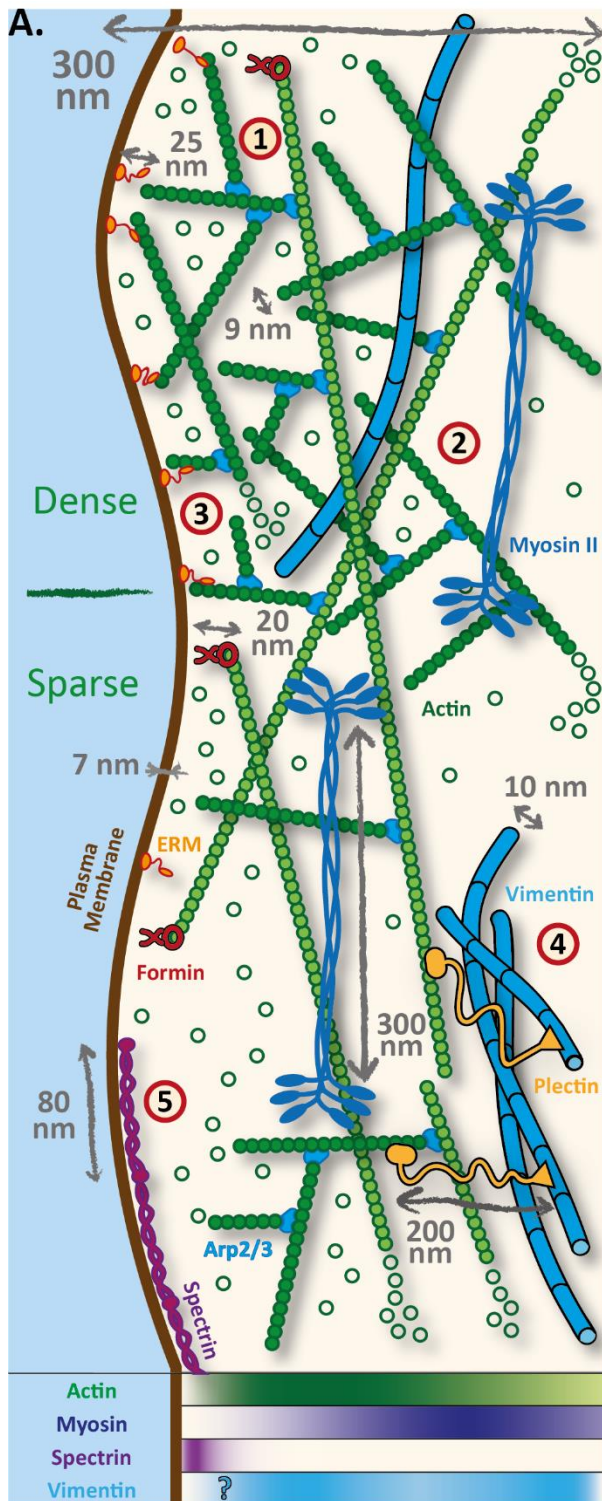 A.
300
nm
25
nm
1
9 nm
2
Dense
3
Myosin II
Sparse
20
nm
Actin
7 nm
10 nm
ERM
Plasma
Membrane
Vimentin
4
Formin
300
nm
Plectin
80
nm
5
200
nm
Arp2/3
Spectrin
Actin
Myosin
Spectrin
Vimentin ?